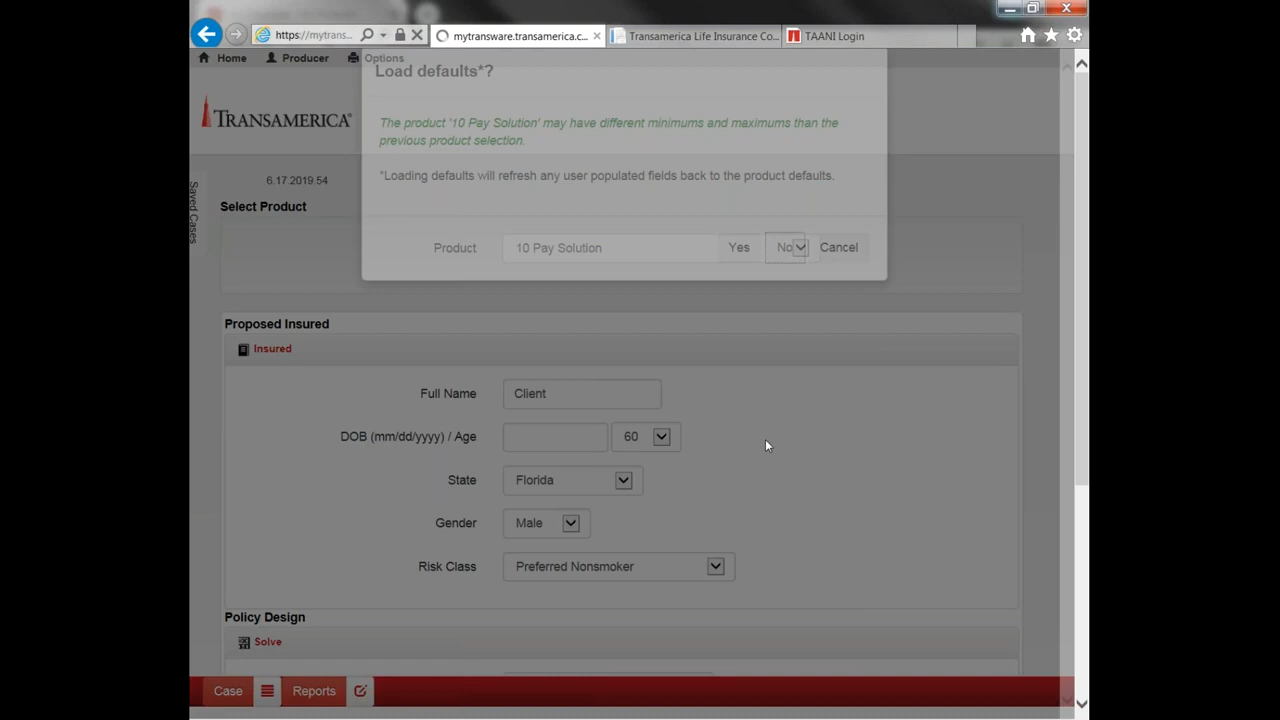 https://mytrans...
mytransware.transamerica.c...
Transamerica Life Insurance Co...
TAANI Login
Home
Producer
Options
Load defaults*?
TRANSAMERICA®
The product '10 Pay Solution' may have different minimums and maximums than the
previous product selection.
*Loading defaults will refresh any user populated fields back to the product defaults.
6.17.2019.54
Saved Cases
Select Product
Product
10 Pay Solution
Yes
No
Cancel
Proposed Insured
Insured
Full Name
Client
DOB (mm/dd/yyyy) / Age
60
State
Florida
Gender
Male
Risk Class
Preferred Nonsmoker
Policy Design
Solve
Case
Reports